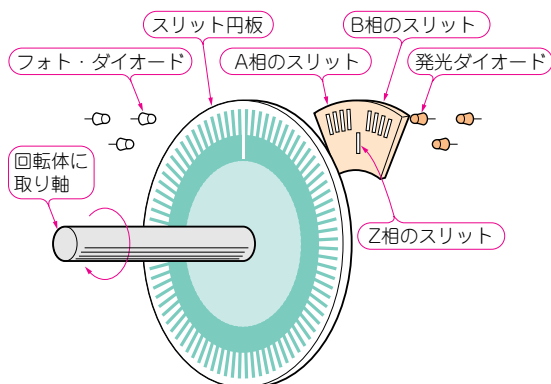 スリット円板
B相のスリット
フォト・ダイオード
A相のスリット
発光ダイオード
回転体に
取り軸
Z相のスリット